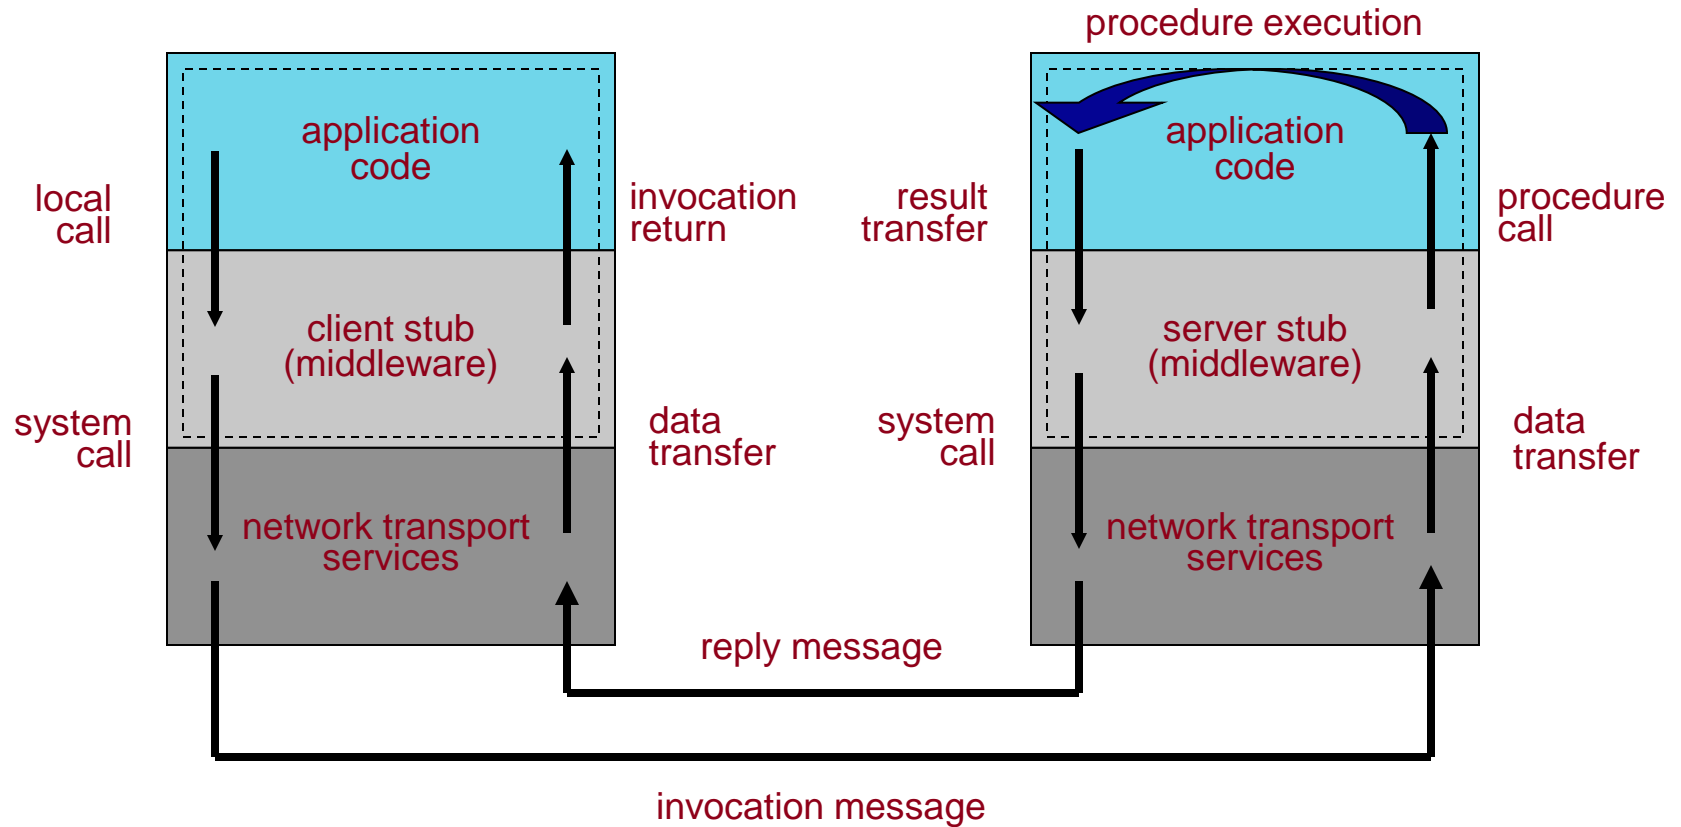 procedure execution
application
code
application
code
local
call
invocation
return
result
transfer
procedure
call
client stub
(middleware)
server stub
(middleware)
system
call
data
transfer
system
call
data
transfer
network transport
services
network transport
services
reply message
invocation message